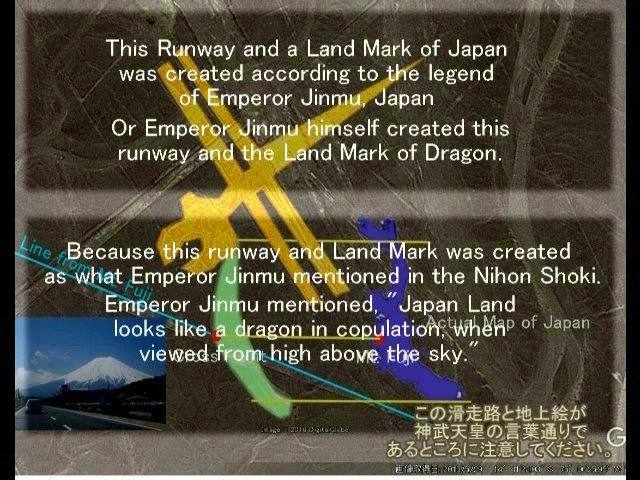 This Runway and a Land Mark of Japan
was created according to the legend
of Emperor Jinmu, Japan
Or Emperor Jinmu himself created this
runway and the Land Mark of Dragon.
Line from Mt. Fuji
Because this runway and Land Mark was created
as what Emperor Jinmu mentioned in the Nihon Shoki.
Emperor Jinmu mentioned, "Japan Land
looks like a dragon in copulation, when
viewed from high above the sky."
Actual Map of Japan
Mt. Fuji
この滑走路と地上絵が
神武天皇の言葉通りで
あるところに注意してください。
Image © 2016 DigitalGlobe
G